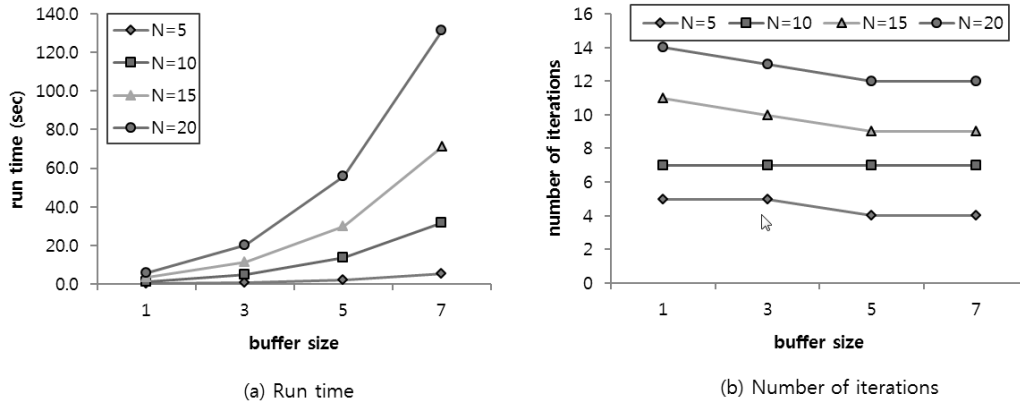 140.0
120.0
100.0
80.0
60.0
40.0
20.0
0.0
run time (sec)
N=5
N=10
N=15
N=20
1 3 5 7
buffer size
(a) Run time
16
14
12
10
8
6
4
2
0
number of iterations
N=5 N=10 N=15 N=20
1 3 5 7
buffer size
(b) Number of iterations